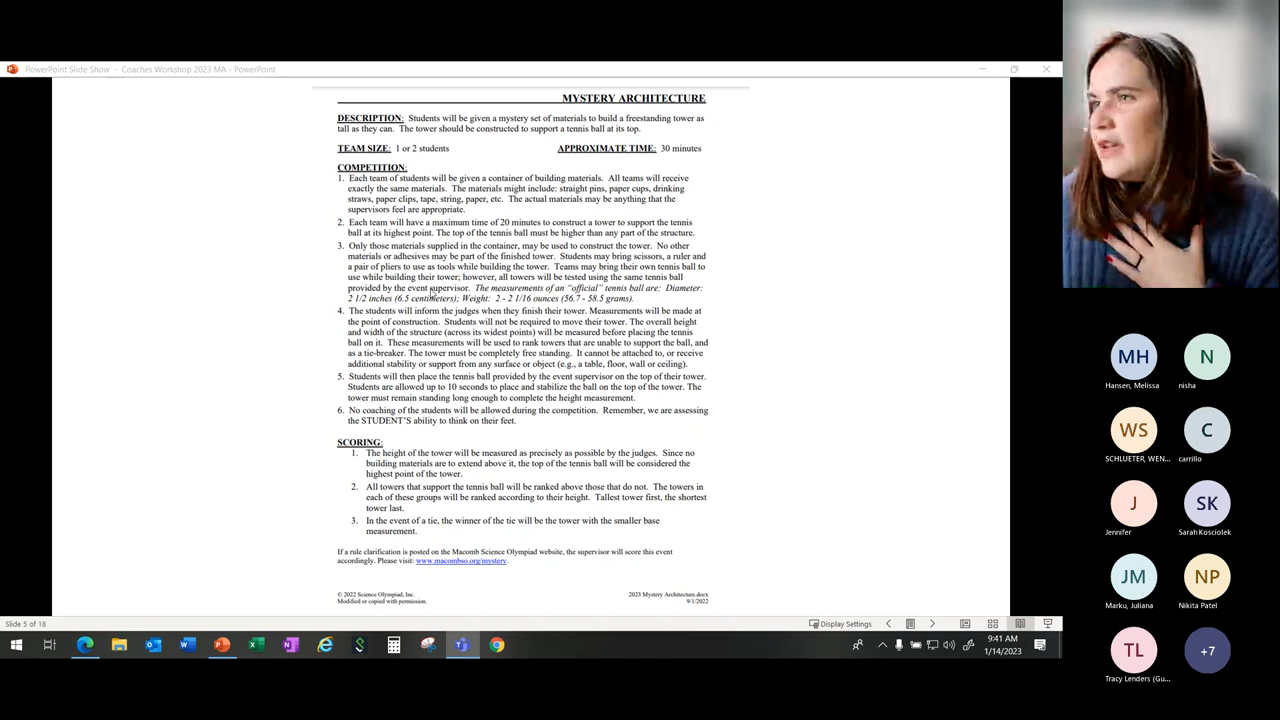 PowerPoint Slide Show - Coaches Workshop 2023 MA - PowerPoint
MYSTERY ARCHITECTURE
DESCRIPTION: Students will be given a mystery set of materials to build a freestanding tower as
tall as they can. The tower should be constructed to support a tennis ball at its top.
TEAM SIZE: 1 or 2 students APPROXIMATE TIME: 30 minutes
COMPETITION:
1. Each team of students will be given a container of building materials. All teams will receive
exactly the same materials. The materials might include: straight pins, paper cups, drinking
straws, paper clips, tape, string, paper, etc. The actual materials may be anything that the
supervisors feel are appropriate.
2. Each team will have a maximum time of 20 minutes to construct a tower to support the tennis
ball at its highest point. The top of the tennis ball must be higher than any part of the structure.
3. Only those materials supplied in the container, may be used to construct the tower. No other
materials or adhesives may be part of the finished tower. Students may bring scissors, a ruler and
a pair of pliers to use as tools while building the tower. Teams may bring their own tennis ball to
use while building their tower; however, all towers will be tested using the same tennis ball
provided by the event supervisor. The measurements of an "official" tennis ball are: Diameter:
2 1/2 inches (6.5 centimeters); Weight: 2 - 2 1/16 ounces (56.7 - 58.5 grams).
4. The students will inform the judges when they finish their tower. Measurements will be made at
the point of construction. Students will not be required to move their tower. The overall height
and width of the structure (across its widest points) will be measured before placing the tennis
ball on it. These measurements will be used to rank towers that are unable to support the ball, and
as a tie-breaker. The tower must be completely free standing. It cannot be attached to, or receive
additional stability or support from any surface or object (e.g., a table, floor, wall or ceiling).
5. Students will then place the tennis ball provided by the event supervisor on the top of their tower.
Students are allowed up to 10 seconds to place and stabilize the ball on the top of the tower. The
tower must remain standing long enough to complete the height measurement.
6. No coaching of the students will be allowed during the competition. Remember, we are assessing
the STUDENT'S ability to think on their feet.
SCORING:
1. The height of the tower will be measured as precisely as possible by the judges. Since no
building materials are to extend above it, the top of the tennis ball will be considered the
highest point of the tower.
2. All towers that support the tennis ball will be ranked above those that do not. The towers in
each of these groups will be ranked according to their height. Tallest tower first, the shortest
tower last.
3. In the event of a tie, the winner of the tie will be the tower with the smaller base
measurement.
If a rule clarification is posted on the Macomb Science Olympiad website, the supervisor will score this event
accordingly. Please visit: www.macombso.org/mystery.
© 2022 Science Olympiad, Inc. 2023 Mystery Architecture.docx
Modified or copied with permission. 9/1/2022
Slide 5 of 18 Display Settings
9:41 AM
1/14/2023
MH N
Hansen, Melissa nisha
WS C
SCHLUETER, WEN... carrillo
J SK
Jennifer Sarah Kosciolek
JM NP
Marku, Juliana Nikita Patel
TL +7
Tracy Lenders (Gu...